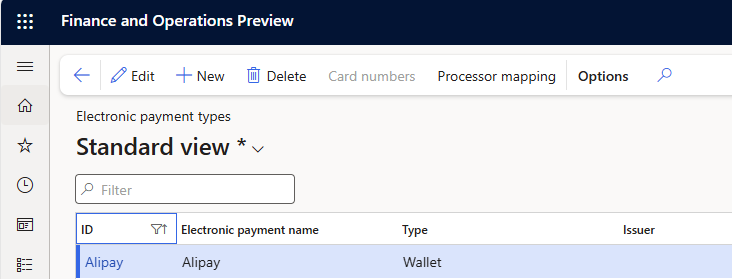 Finance and Operations Preview
Edit New Delete Card numbers Processor mapping Options
Electronic payment types
Standard view *
Filter
ID Electronic payment name Type Issuer
Alipay Alipay Wallet